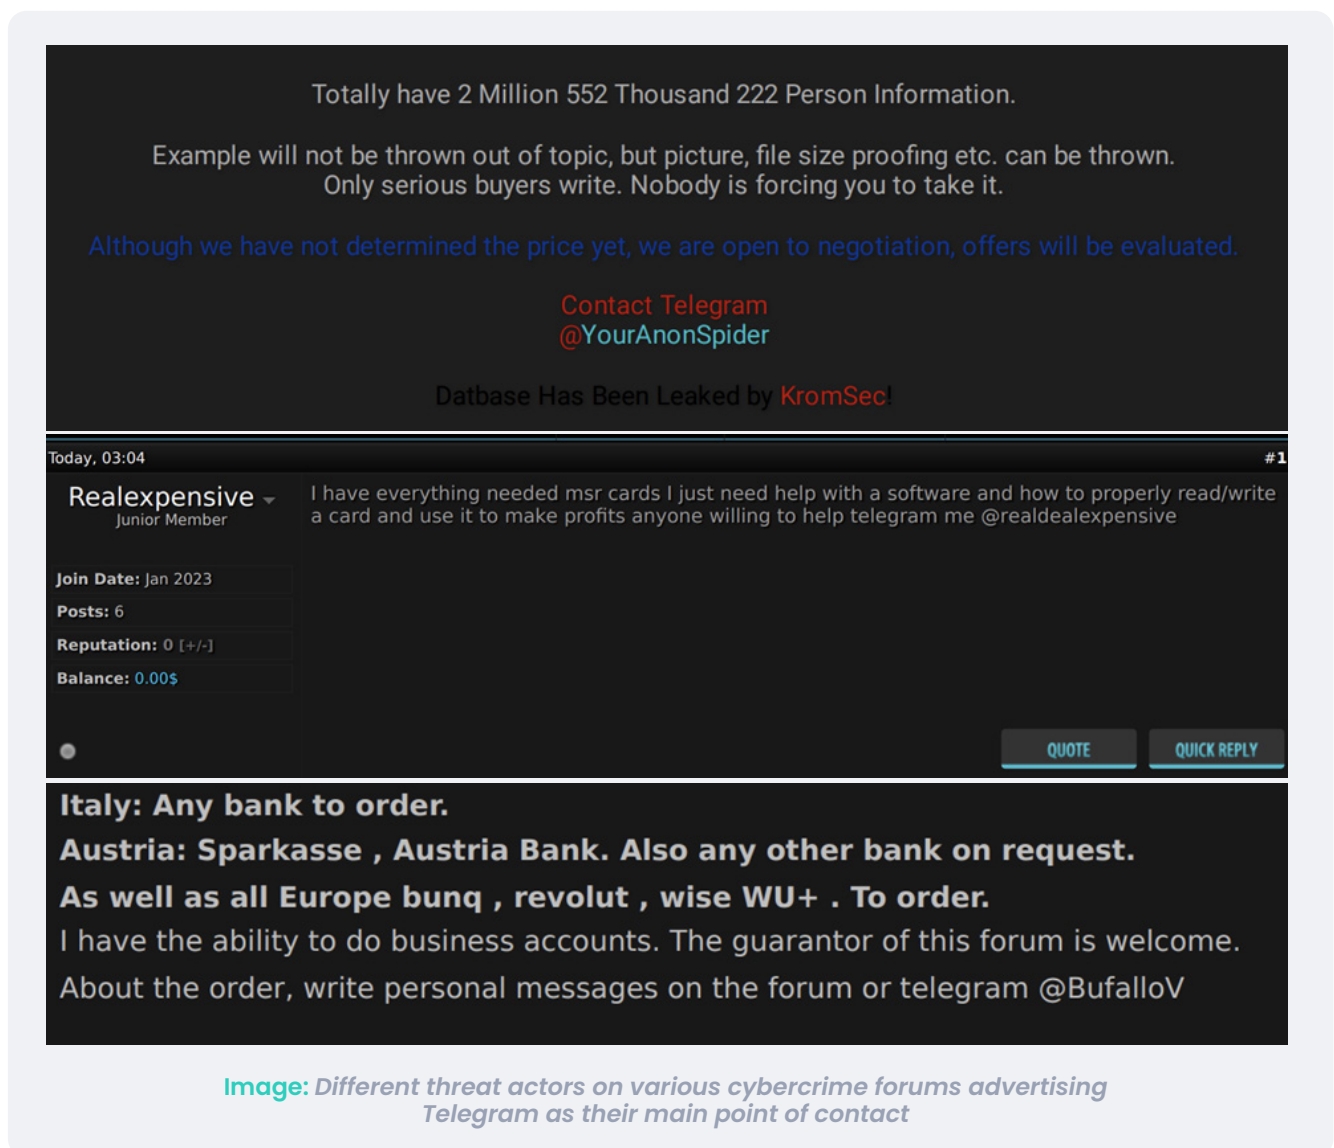 Totally have 2 Million 552 Thousand 222 Person Information.
Example will not be thrown out of topic, but picture, file size proofing etc. can be thrown.
Only serious buyers write. Nobody is forcing you to take it.
Although we have not determined the price yet, we are open to negotiation, offers will be evaluated.
Contact Telegram
@YourAnonSpider
Datbase Has Been Leaked by KromSec!
Today, 03:04
#1
Realexpensive
Junior Member
I have everything needed msr cards I just need help with a software and how to properly read/write
a card and use it to make profits anyone willing to help telegram me @realdealexpensive
Join Date: Jan 2023
Posts: 6
Reputation: 0 [+/-]
Balance: 0.00$
QUOTE
QUICK REPLY
Italy: Any bank to order.
Austria: Sparkasse , Austria Bank. Also any other bank on request.
As well as all Europe bunq , revolut , wise WU+ . To order.
I have the ability to do business accounts. The guarantor of this forum is welcome.
About the order, write personal messages on the forum or telegram @BufalloV
Image: Different threat actors on various cybercrime forums advertising
Telegram as their main point of contact